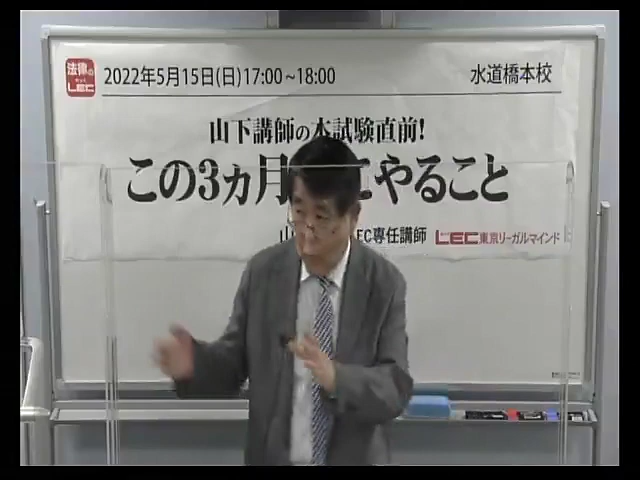 法律の LEC 2022年5月15日(日)17:00~18:00 水道橋本校
山下講師の本試験直前!
この3ヵ月 にやること
山 EC専任講師 LEC東京リーガルマインド